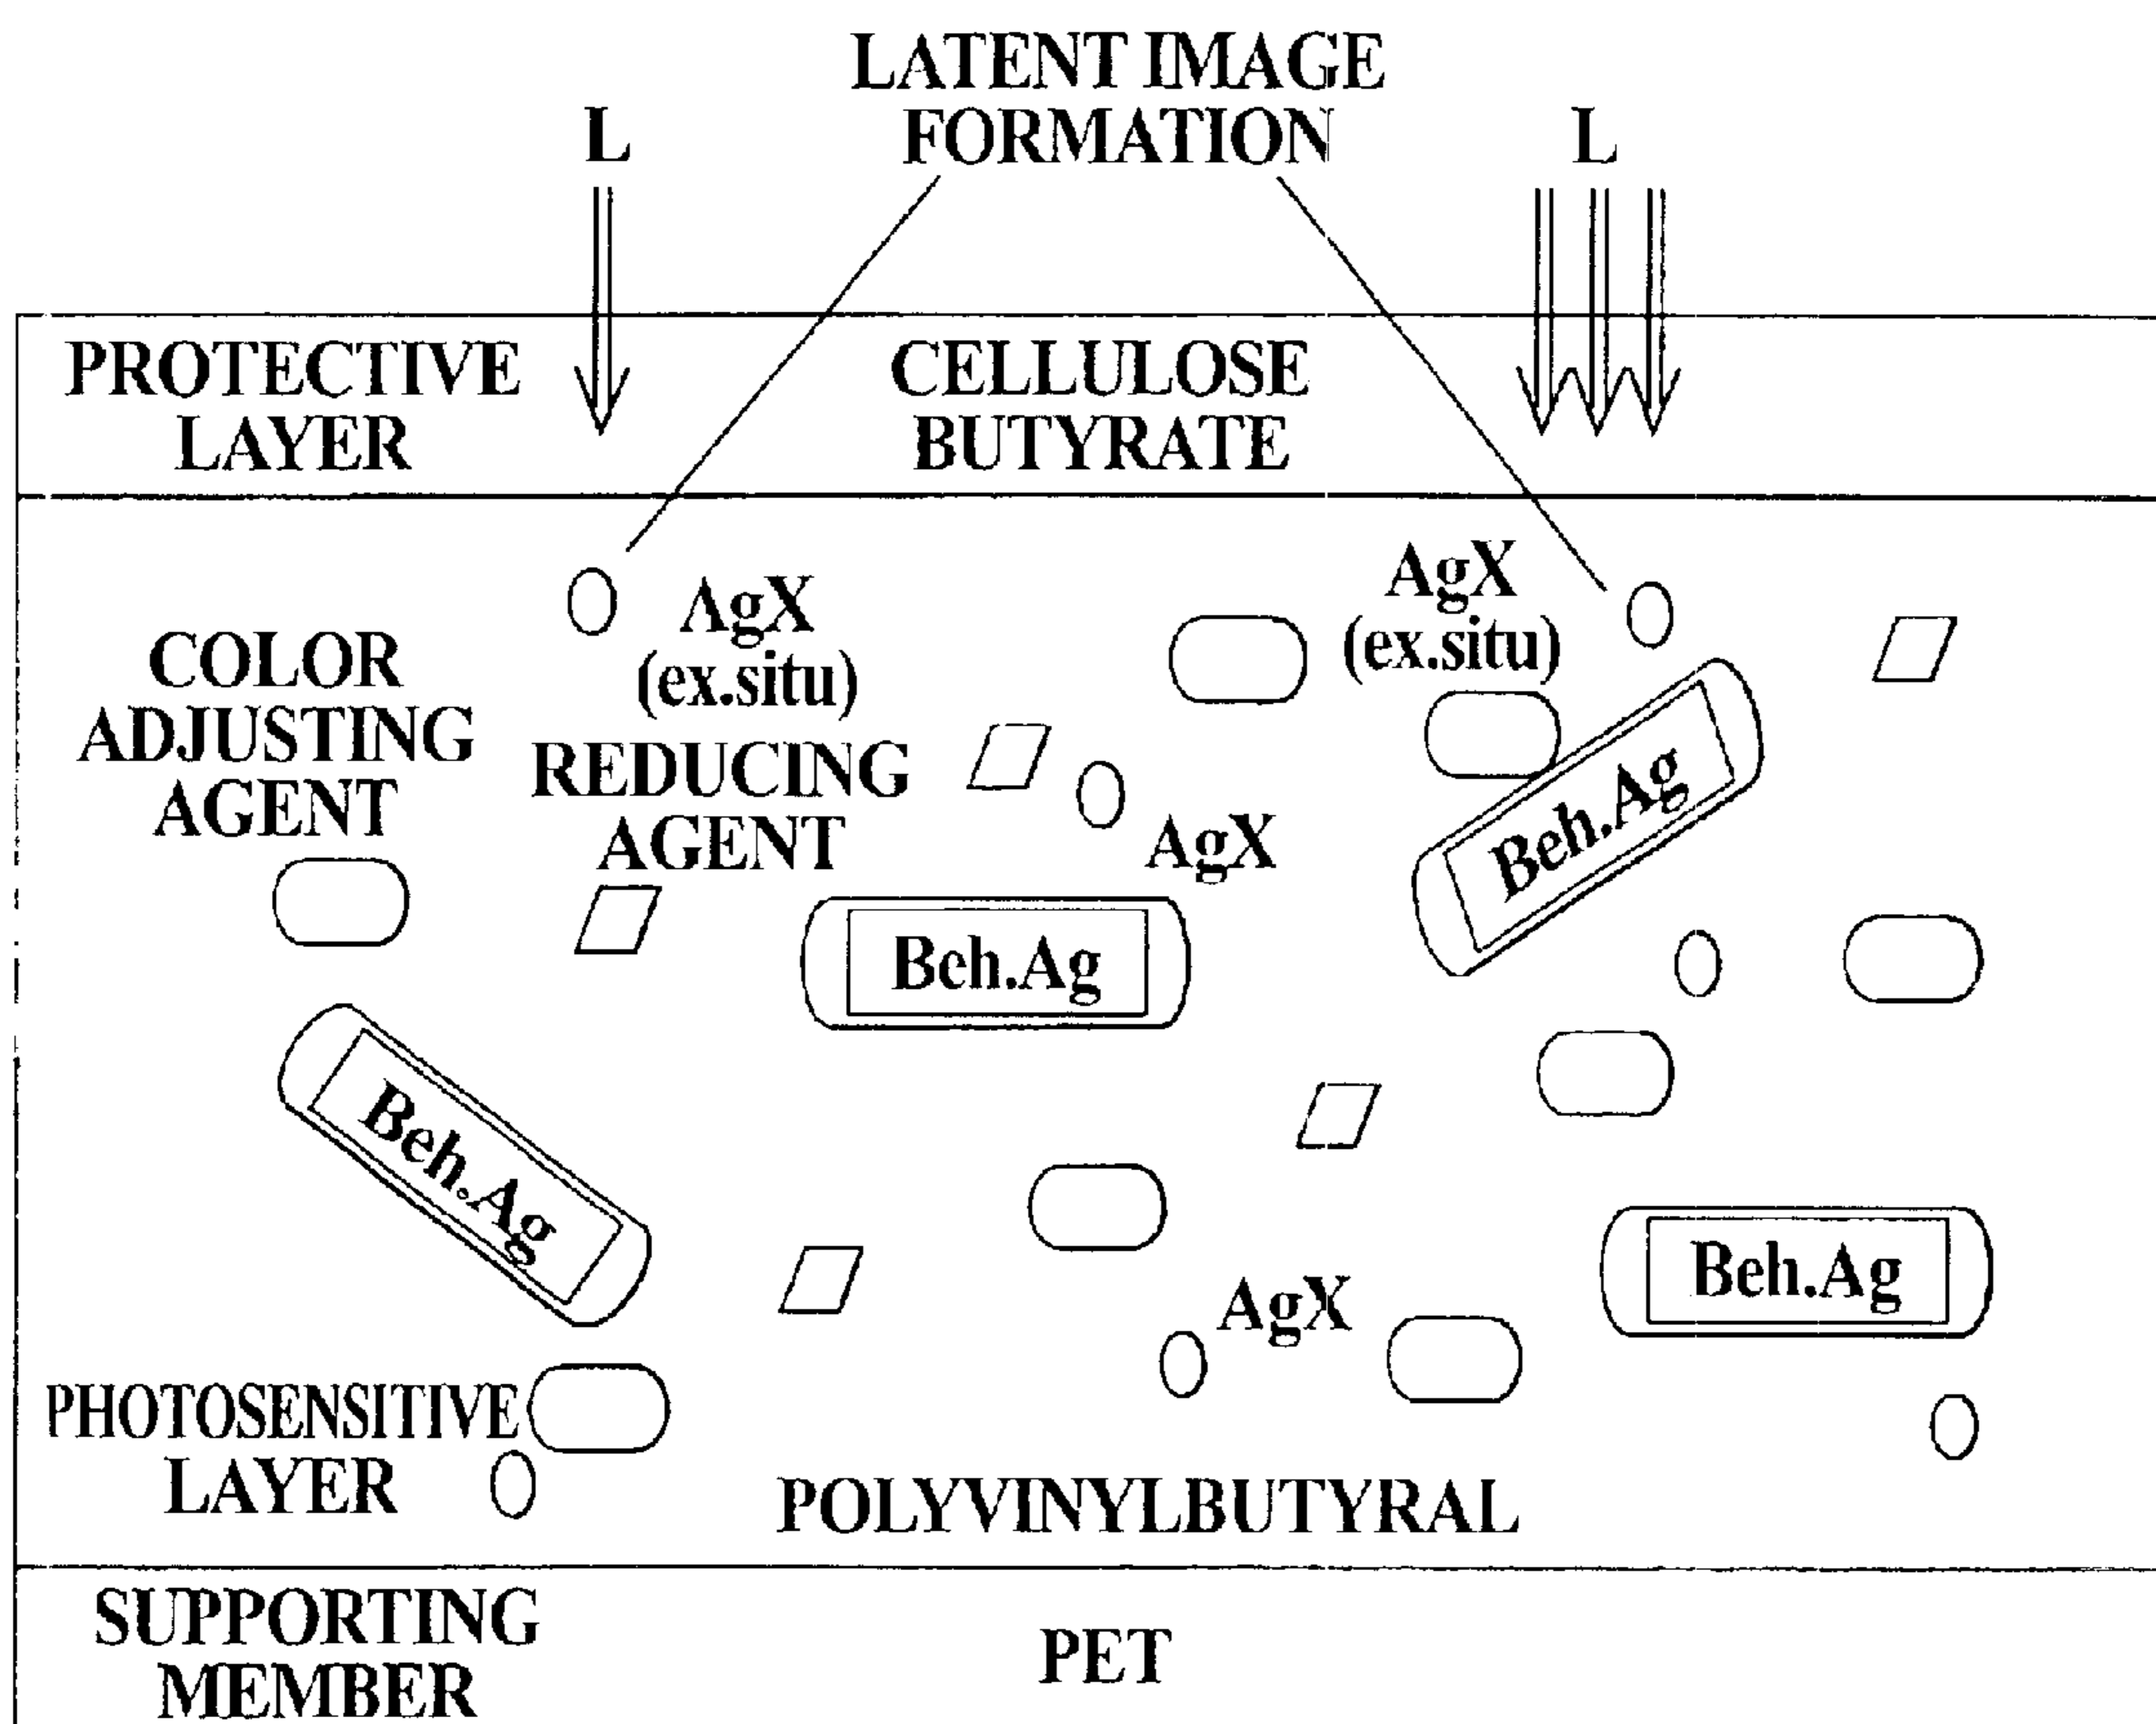 LATENT IMAGE
FORMATION
L
L
PROTECTIVE
LAYER
CELLULOSE
BUTYRATE
AgX
(ex.situ)
AgX
(ex.situ)
COLOR
ADJUSTING
AGENT
REDUCING
AGENT
AgX
Beh.Ag
Beh.Ag
Beh.Ag
Beh.Ag
AgX
PHOTOSENSITIVE
LAYER
POLYVINYLBUTYRAL
SUPPORTING
MEMBER
PET